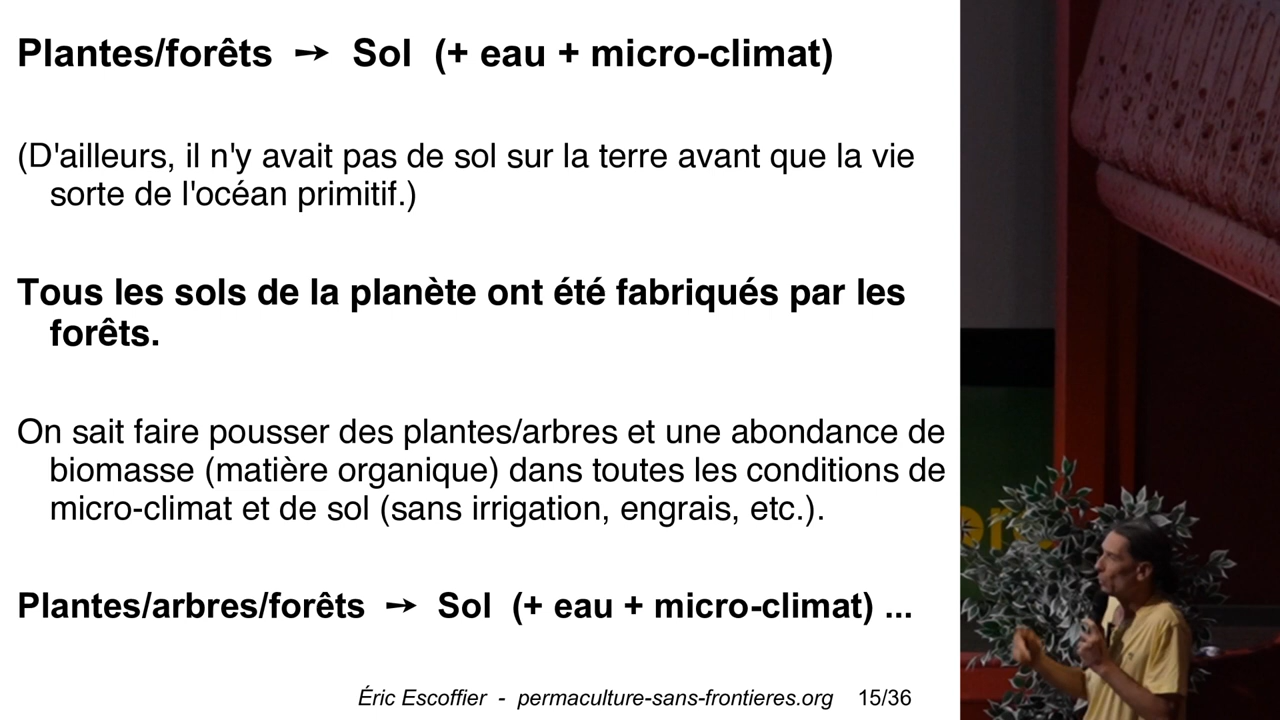 Plantes/forêts ➙ Sol (+ eau + micro-climat)
(D'ailleurs, il n'y avait pas de sol sur la terre avant que la vie
sorte de l'océan primitif.)
Tous les sols de la planète ont été fabriqués par les
forêts.
On sait faire pousser des plantes/arbres et une abondance de
biomasse (matière organique) dans toutes les conditions de
micro-climat et de sol (sans irrigation, engrais, etc.).
Plantes/arbres/forêts ➙ Sol (+ eau + micro-climat) ...
Éric Escoffier - permaculture-sans-frontieres.org 15/36